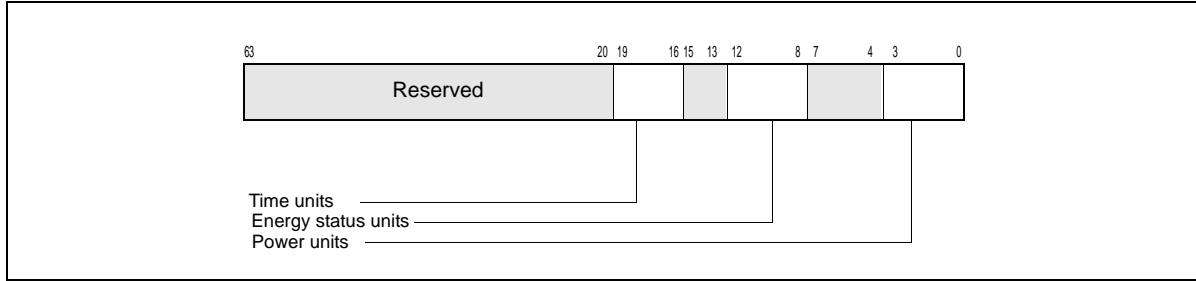 63 20 19 16 15 13 12 8 7 4 3 0
Reserved
Time units
Energy status units
Power units